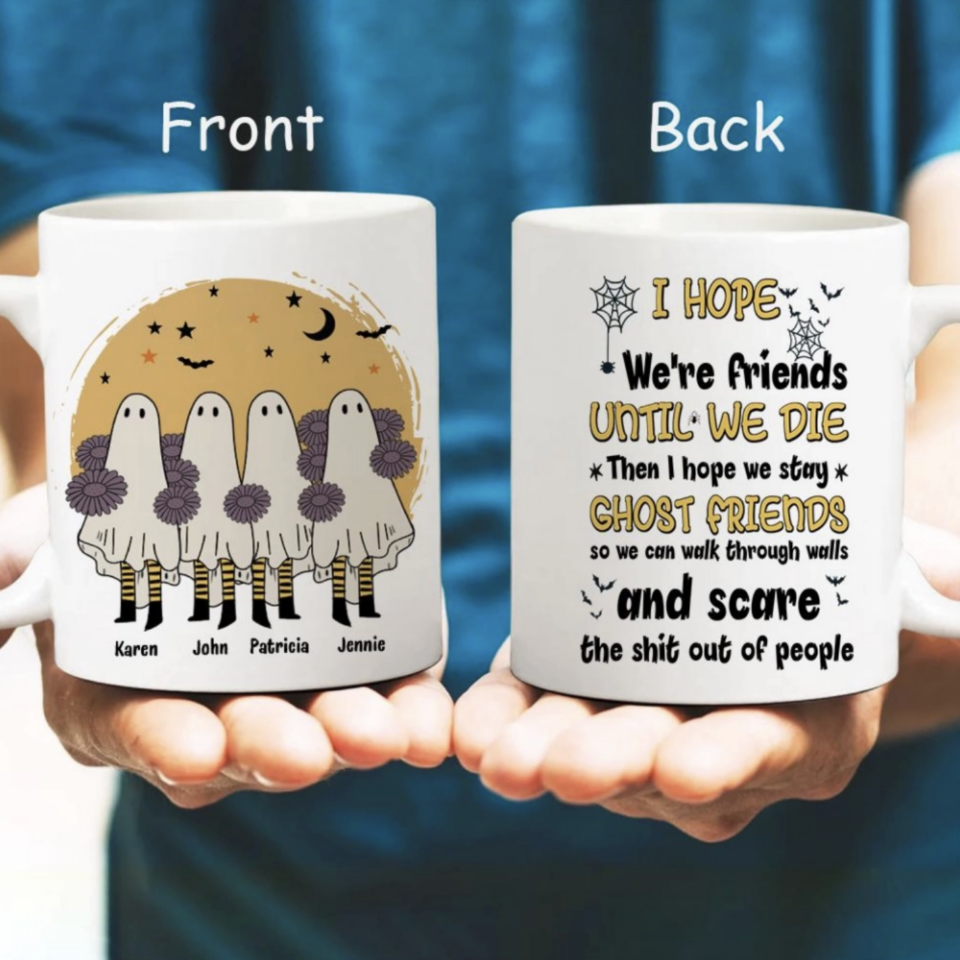 Front
Back
Karen John Patricia Jennie
I HOPE
We're friends
UNTIL WE DIE
Then I hope we stay
GHOST FRIENDS
so we can walk through walls
and scare
the shit out of people